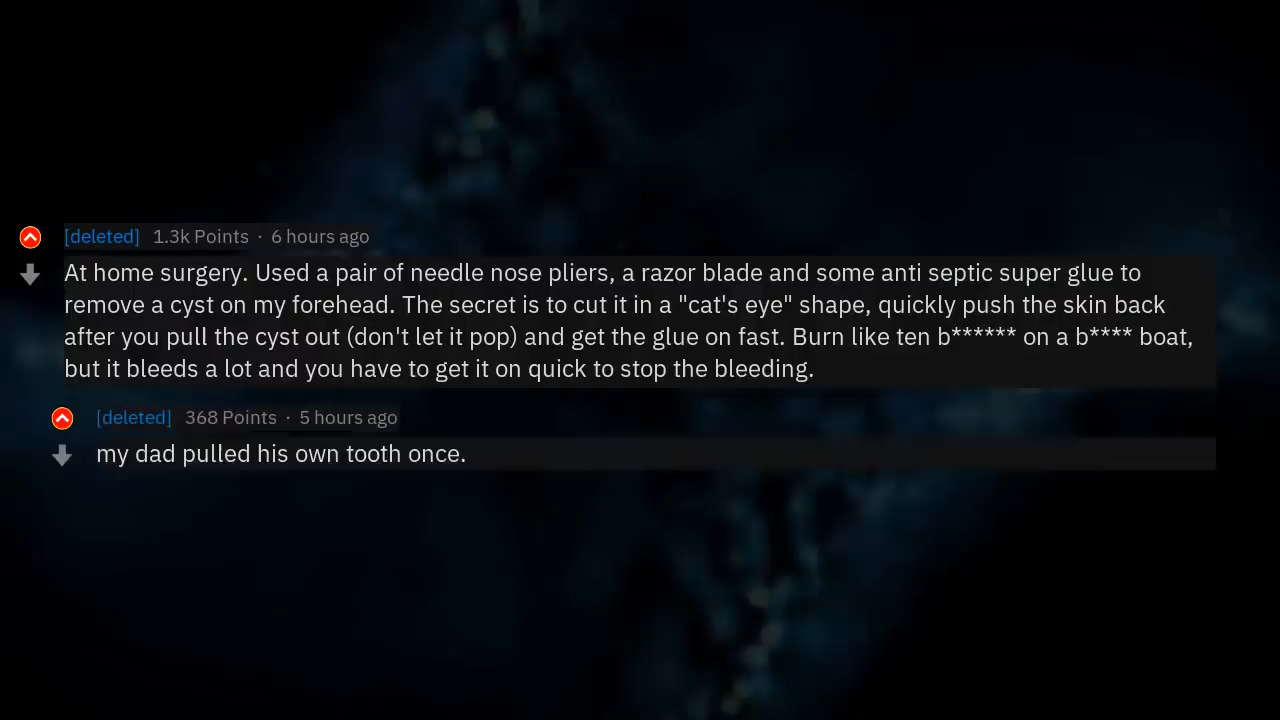 [deleted] 1.3k Points · 6 hours ago
At home surgery. Used a pair of needle nose pliers, a razor blade and some anti septic super glue to
remove a cyst on my forehead. The secret is to cut it in a "cat's eye" shape, quickly push the skin back
after you pull the cyst out (don't let it pop) and get the glue on fast. Burn like ten b****** on a b**** boat,
but it bleeds a lot and you have to get it on quick to stop the bleeding.
[deleted] 368 Points · 5 hours ago
my dad pulled his own tooth once.